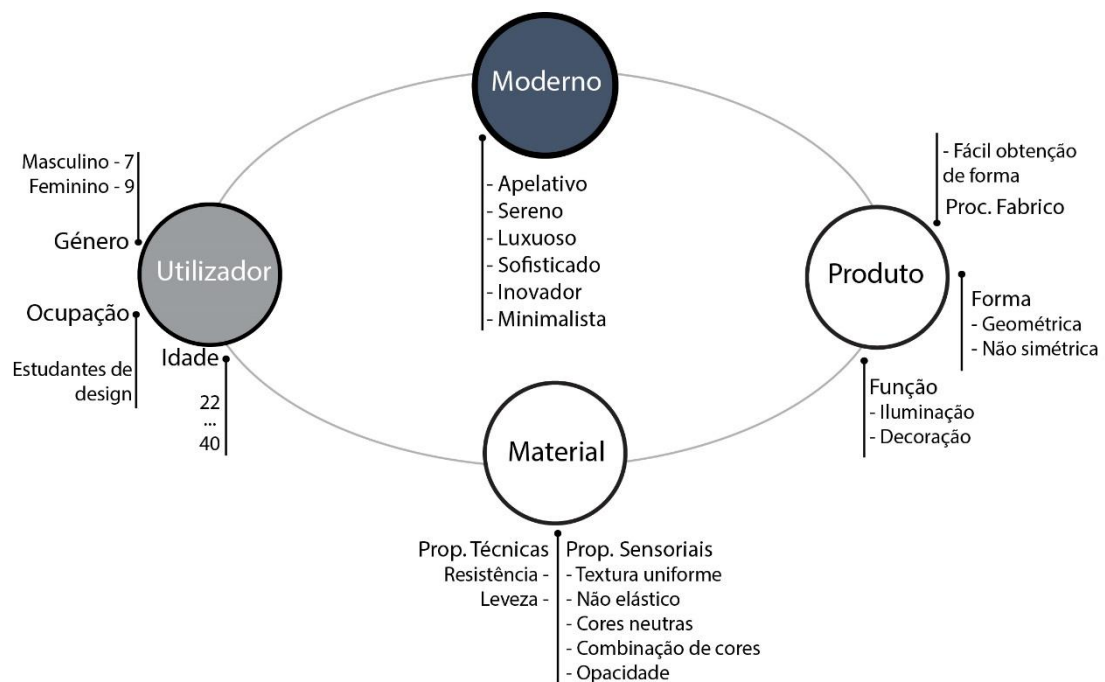 Moderno
- Apelativo
- Sereno
- Luxuoso
- Sofisticado
- Inovador
- Minimalista
Masculino - 7
Feminino - 9
Género
Utilizador
Ocupação
Estudantes de
design
Idade
22
...
40
- Fácil obtenção
de forma
Proc. Fabrico
Produto
Forma
- Geométrica
- Não simétrica
Função
- Iluminação
- Decoração
Material
Prop. Técnicas
Resistência -
Leveza -
Prop. Sensoriais
- Textura uniforme
- Não elástico
- Cores neutras
- Combinação de cores
- Opacidade